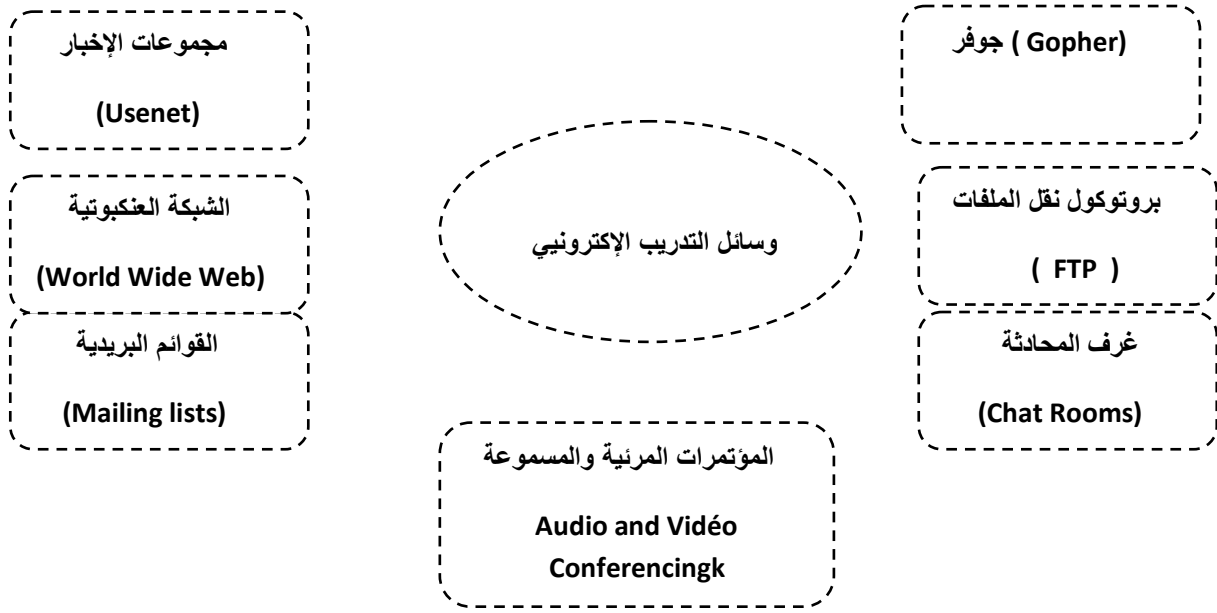 جوفر ( Gopher)
مجموعات الإخبار
(Usenet)
وسائل التدريب الإكترونيي
بروتوكول نقل الملفات
( FTP )
الشبكة العنكبوتية
(World Wide Web)
غرف المحادثة
(Chat Rooms)
القوائم البريدية
(Mailing lists)
المؤتمرات المرئية والمسموعة
Audio and Vidéo
Conferencingk